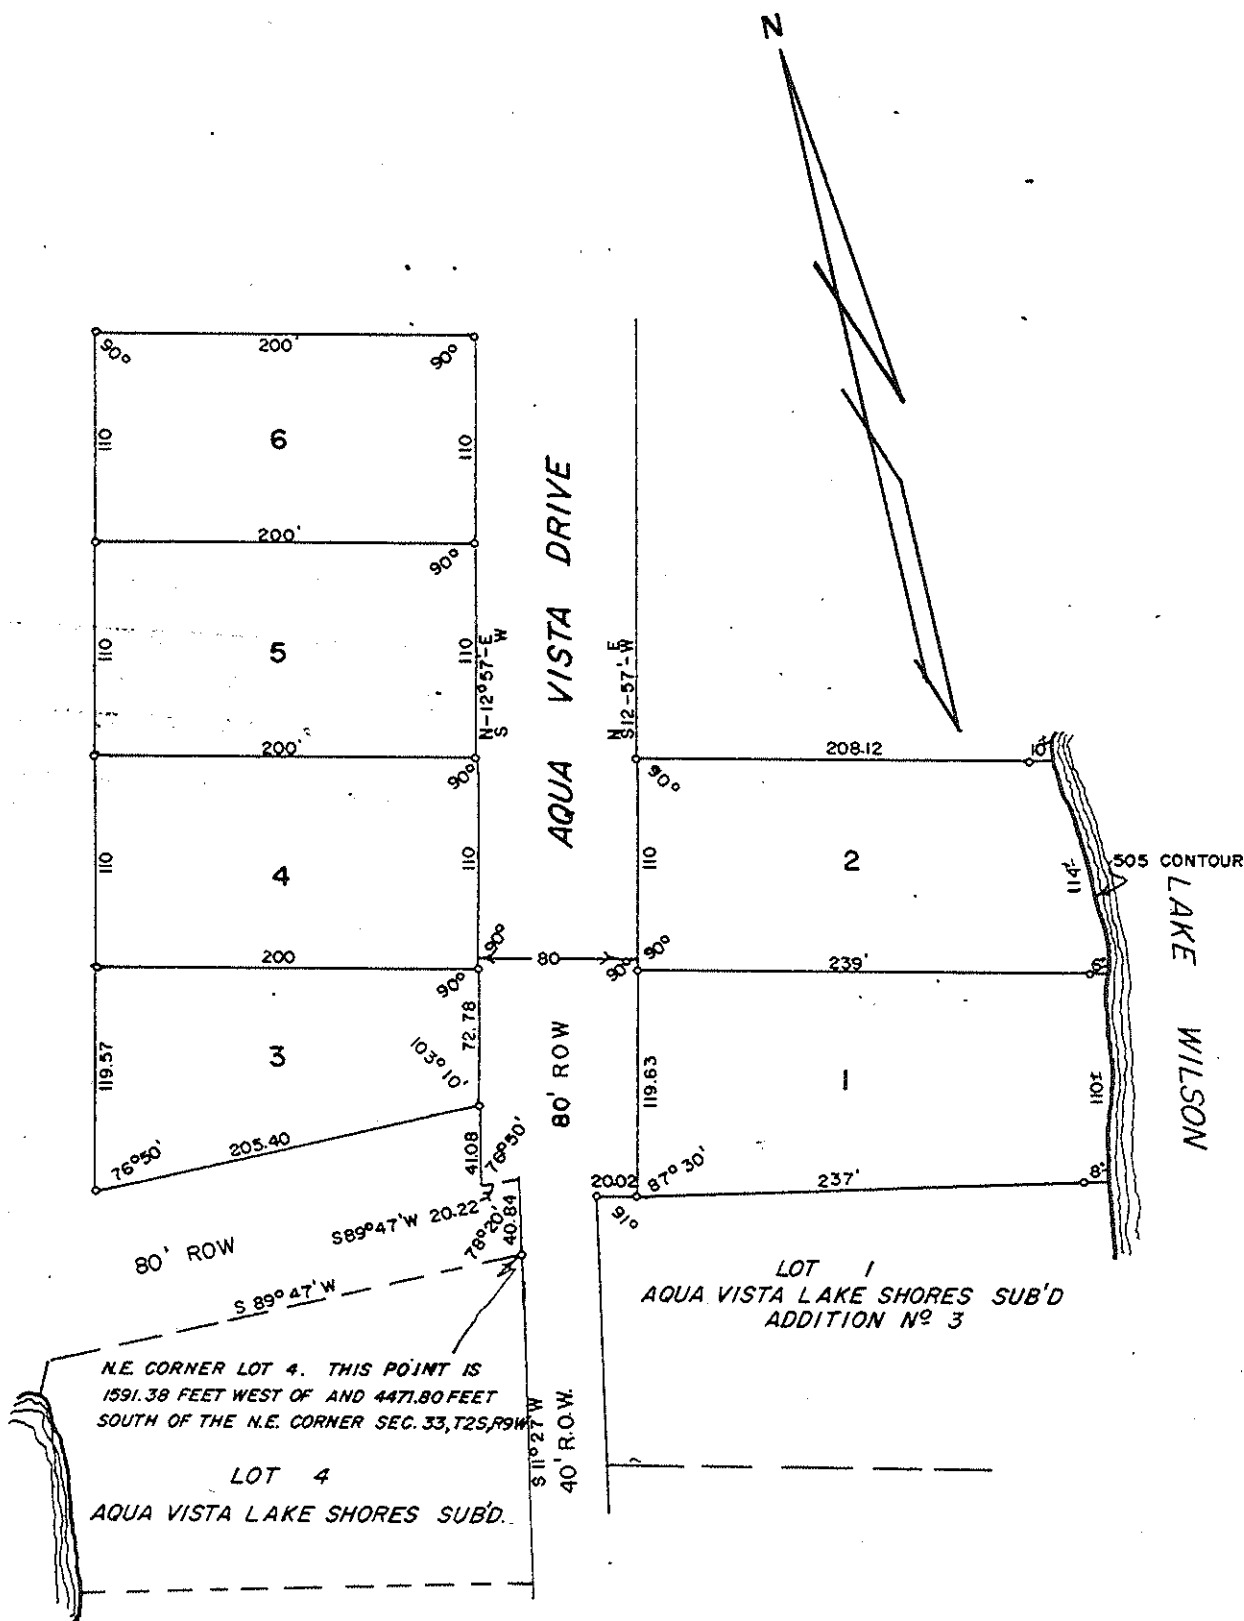 N
200'
90°
90°
110
6
110
200'
90°
110
5
110
N-12°57'-E
S W
N E
S12-57'-W
AQUA VISTA DRIVE
200'
90°
208.12
10'
90°
110
4
110
110
2
114±
505 CONTOUR
LAKE WILSON
200
90°
80
90°
90°
239'
6'
90°
119.57
3
72.78
103°10'
80' ROW
119.63
1
110±
76°50'
205.40
41.08
76°50'
20.02
87°30'
237'
8'
91°
80' ROW
S89°47'W 20.22
78°20'
40.84
S 89°47'W
LOT 1
AQUA VISTA LAKE SHORES SUB'D
ADDITION Nº 3
N.E. CORNER LOT 4. THIS POINT IS
1591.38 FEET WEST OF AND 4471.80 FEET
SOUTH OF THE N.E. CORNER SEC. 33, T2S, R9W
S 11°27' W
40' R.O.W.
LOT 4
AQUA VISTA LAKE SHORES SUB'D.